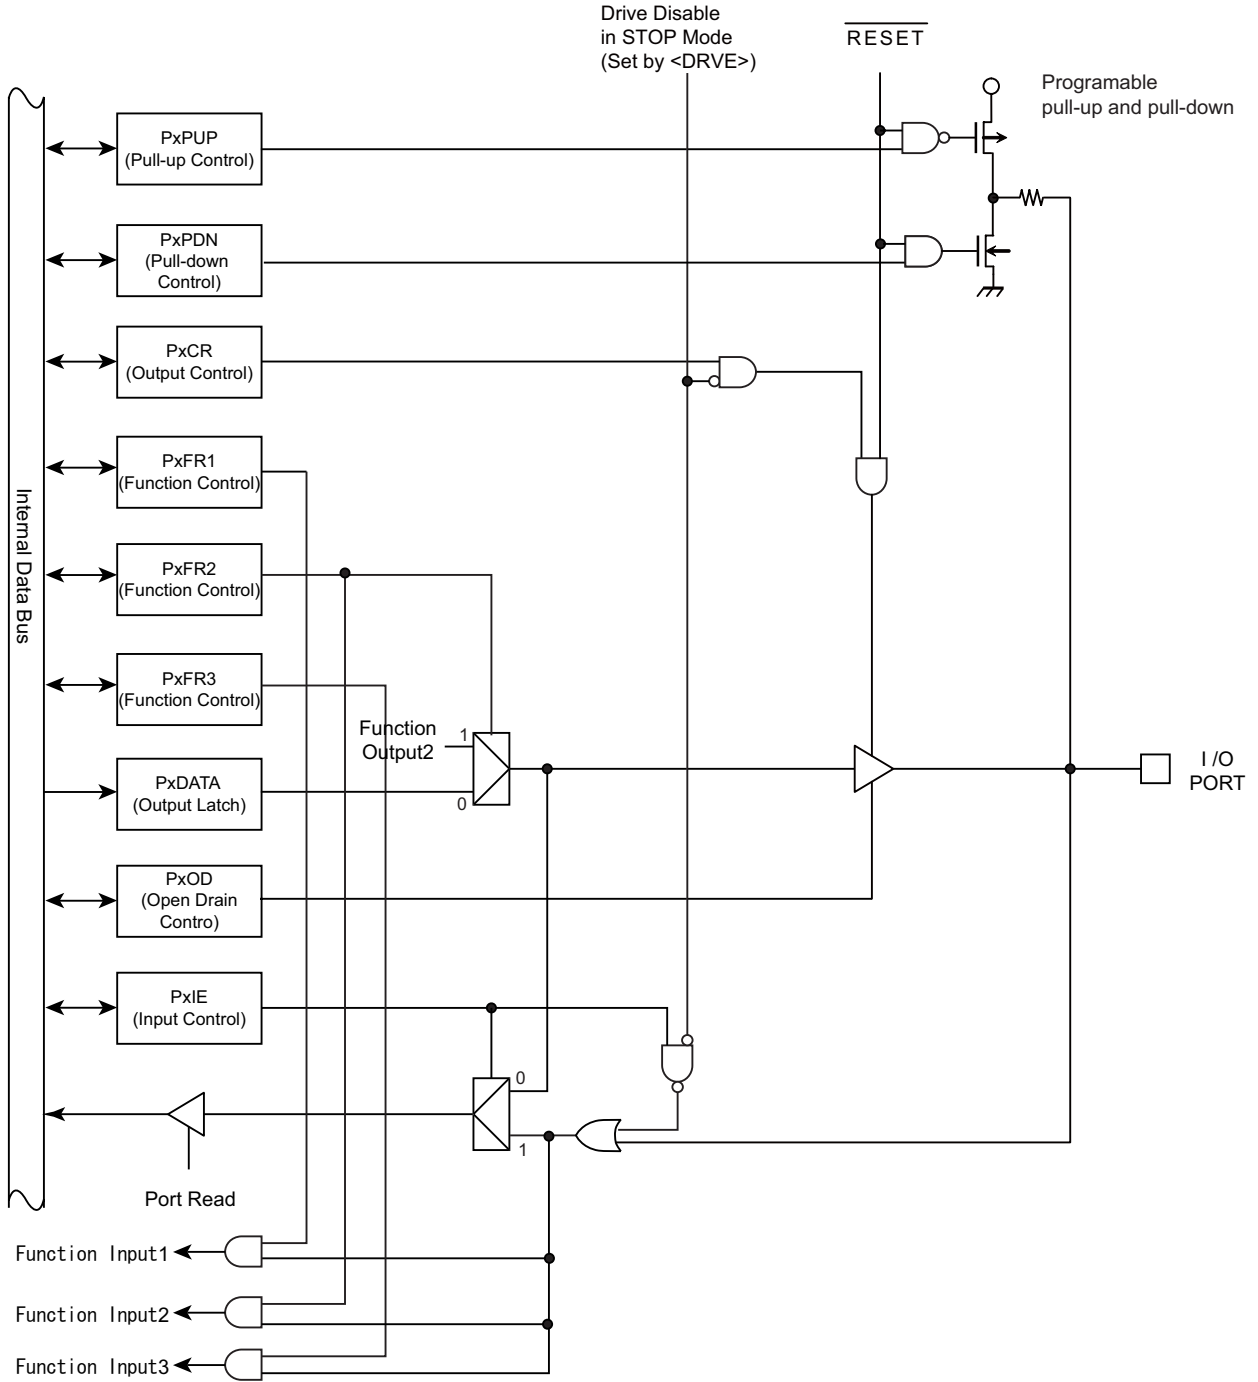 Drive Disable
in STOP Mode
(Set by <DRVE>)
RESET
Programable
pull-up and pull-down
PxPUP
(Pull-up Control)
PxPDN
(Pull-down
Control)
PxCR
(Output Control)
PxFR1
(Function Control)
Internal Data Bus
PxFR2
(Function Control)
PxFR3
(Function Control)
Function
Output2
1
0
PxDATA
(Output Latch)
I /O
PORT
PxOD
(Open Drain
Contro)
PxIE
(Input Control)
0
1
Port Read
Function Input1
Function Input2
Function Input3